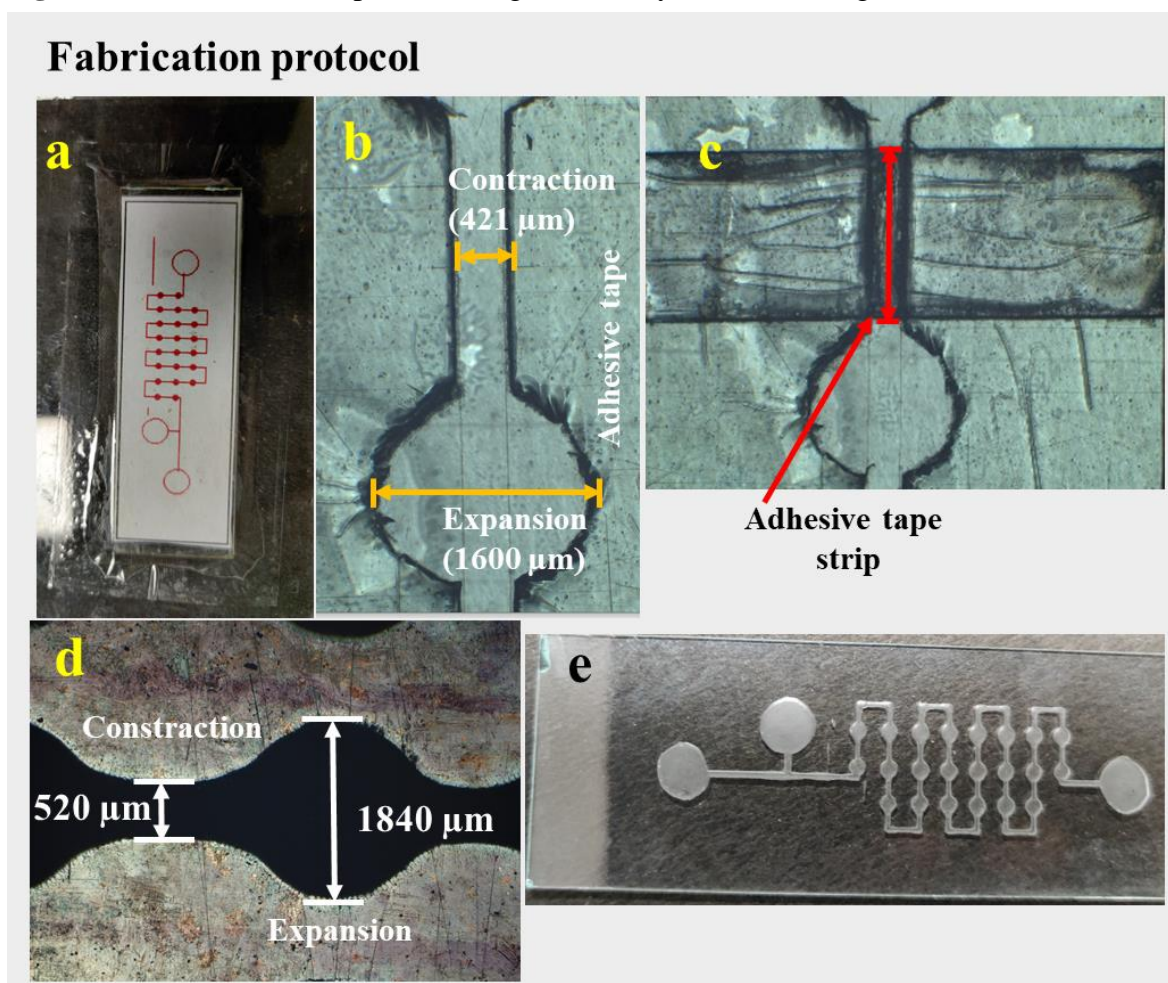 Fabrication protocol
a
b
Contraction
(421 µm)
Adhesive tape
Expansion
(1600 µm)
c
Adhesive tape
strip
d
Constraction
520 µm
1840 µm
Expansion
e